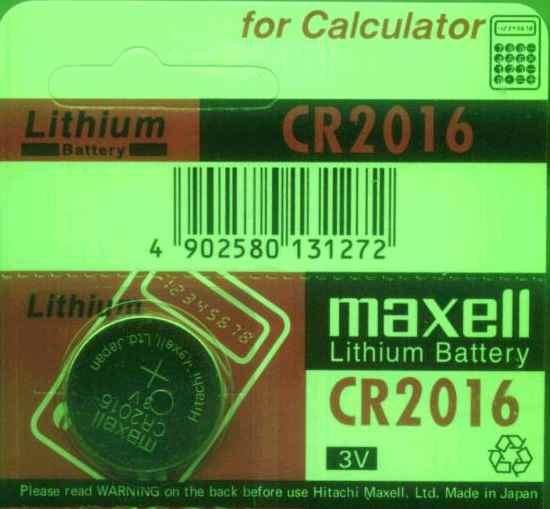 for Calculator
Lithium
Battery
CR2016
4 902580 131272
Lithium
12345678
maxell
Lithium Battery
CR2016
3V
Hitachi Maxell, Ltd. Japan
+
3V
CR2016
maxell
Please read WARNING on the back before use Hitachi Maxell. Ltd. Made in Japan